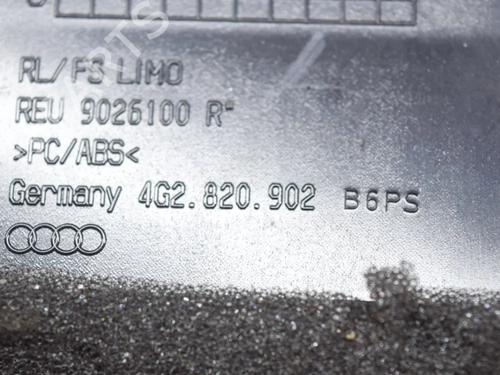 RL/FS LIMO
REU 9026100 R"
>PC/ABS<
Germany 4G2.820.902 B6PS